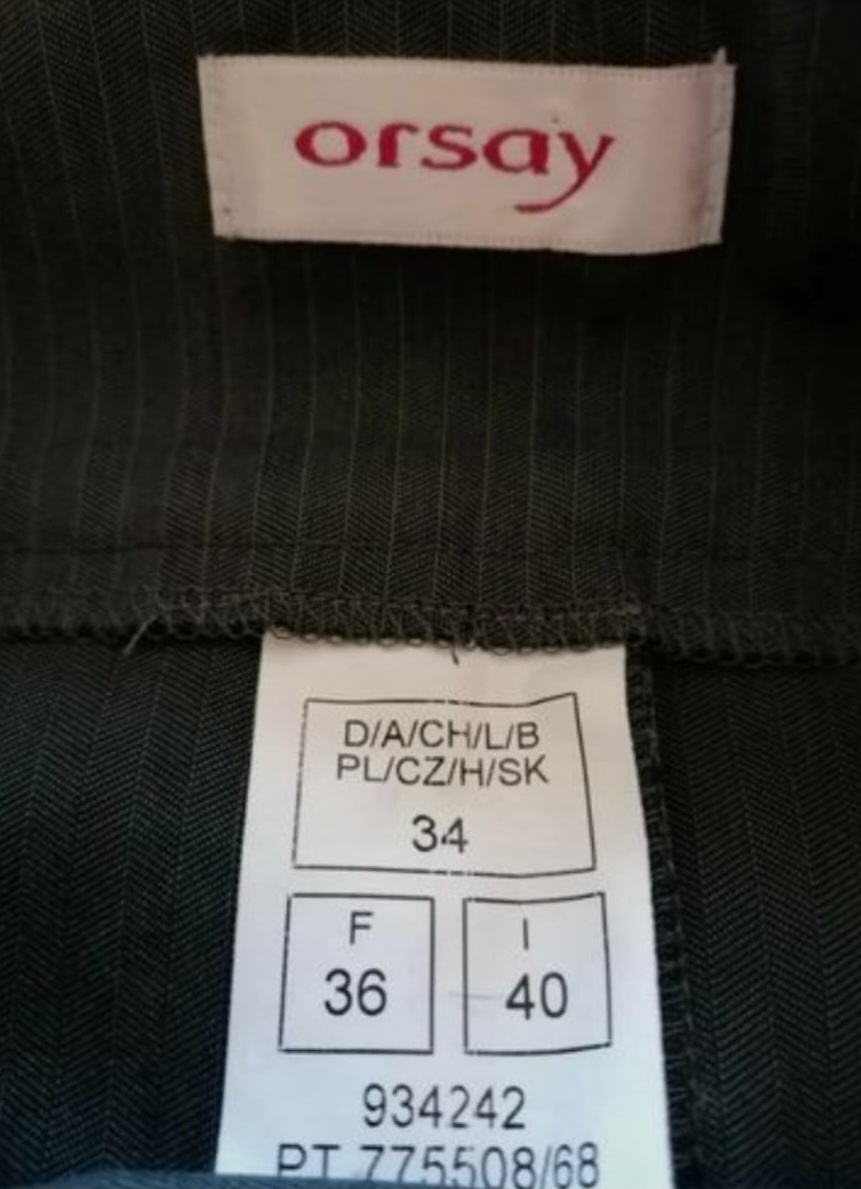 orsay
D/A/CH/L/B
PL/CZ/H/SK
34
F
36
I
40
934242
PT 775508/68